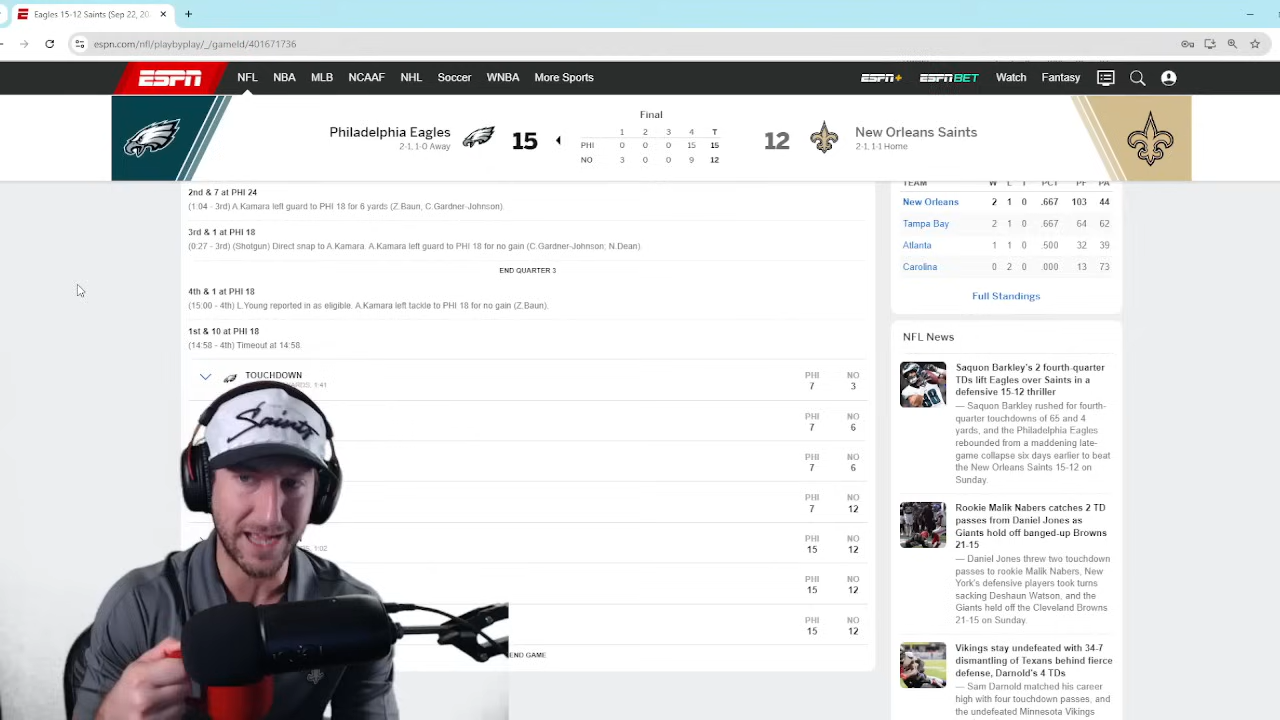 Eagles 15-12 Saints (Sep 22, 20
espn.com/nfl/playbyplay/_/gameId/401671736
ESPN NFL NBA MLB NCAAF NHL Soccer WNBA More Sports ESPN+ ESPN BET Watch Fantasy
Final
Philadelphia Eagles 15
2-1, 1-0 Away
1 2 3 4 T
PHI 0 0 0 15 15
NO 3 0 0 9 12
12 New Orleans Saints
2-1, 1-1 Home
2nd & 7 at PHI 24
(1:04 - 3rd) A.Kamara left guard to PHI 18 for 6 yards (Z.Baun, C.Gardner-Johnson).
3rd & 1 at PHI 18
(0:27 - 3rd) (Shotgun) Direct snap to A.Kamara. A.Kamara left guard to PHI 18 for no gain (C.Gardner-Johnson; N.Dean).
END QUARTER 3
4th & 1 at PHI 18
(15:00 - 4th) L.Young reported in as eligible. A.Kamara left tackle to PHI 18 for no gain (Z.Baun).
1st & 10 at PHI 18
(14:58 - 4th) Timeout at 14:58.
TOUCHDOWN
ARDS, 1:41
PHI NO
7 3
PHI NO
7 6
PHI NO
7 6
PHI NO
7 12
1:02
PHI NO
15 12
PHI NO
15 12
PHI NO
15 12
END GAME
Saints
TEAM W L T PCT PF PA
New Orleans 2 1 0 .667 103 44
Tampa Bay 2 1 0 .667 64 62
Atlanta 1 1 0 .500 32 39
Carolina 0 2 0 .000 13 73
Full Standings
NFL News
Saquon Barkley's 2 fourth-quarter
TDs lift Eagles over Saints in a
defensive 15-12 thriller
— Saquon Barkley rushed for fourth-
quarter touchdowns of 65 and 4
yards, and the Philadelphia Eagles
rebounded from a maddening late-
game collapse six days earlier to beat
the New Orleans Saints 15-12 on
Sunday.
Rookie Malik Nabers catches 2 TD
passes from Daniel Jones as
Giants hold off banged-up Browns
21-15
— Daniel Jones threw two touchdown
passes to rookie Malik Nabers, New
York's defensive players took turns
sacking Deshaun Watson, and the
Giants held off the Cleveland Browns
21-15 on Sunday.
Vikings stay undefeated with 34-7
dismantling of Texans behind fierce
defense, Darnold's 4 TDs
— Sam Darnold matched his career
high with four touchdown passes, and
the undefeated Minnesota Vikings